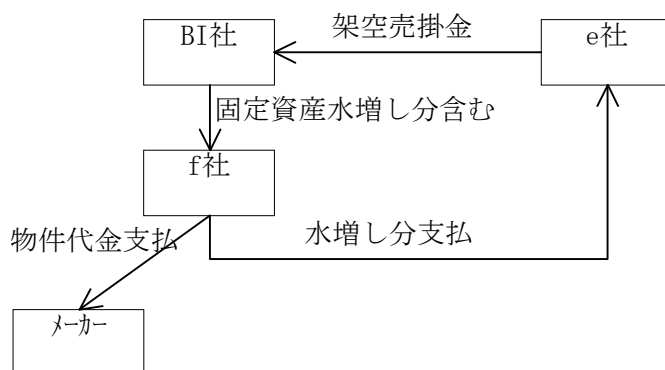 架空売掛金
BI社
e社
固定資産水増し分含む
f社
物件代金支払
水増し分支払
ﾒｰｶｰ